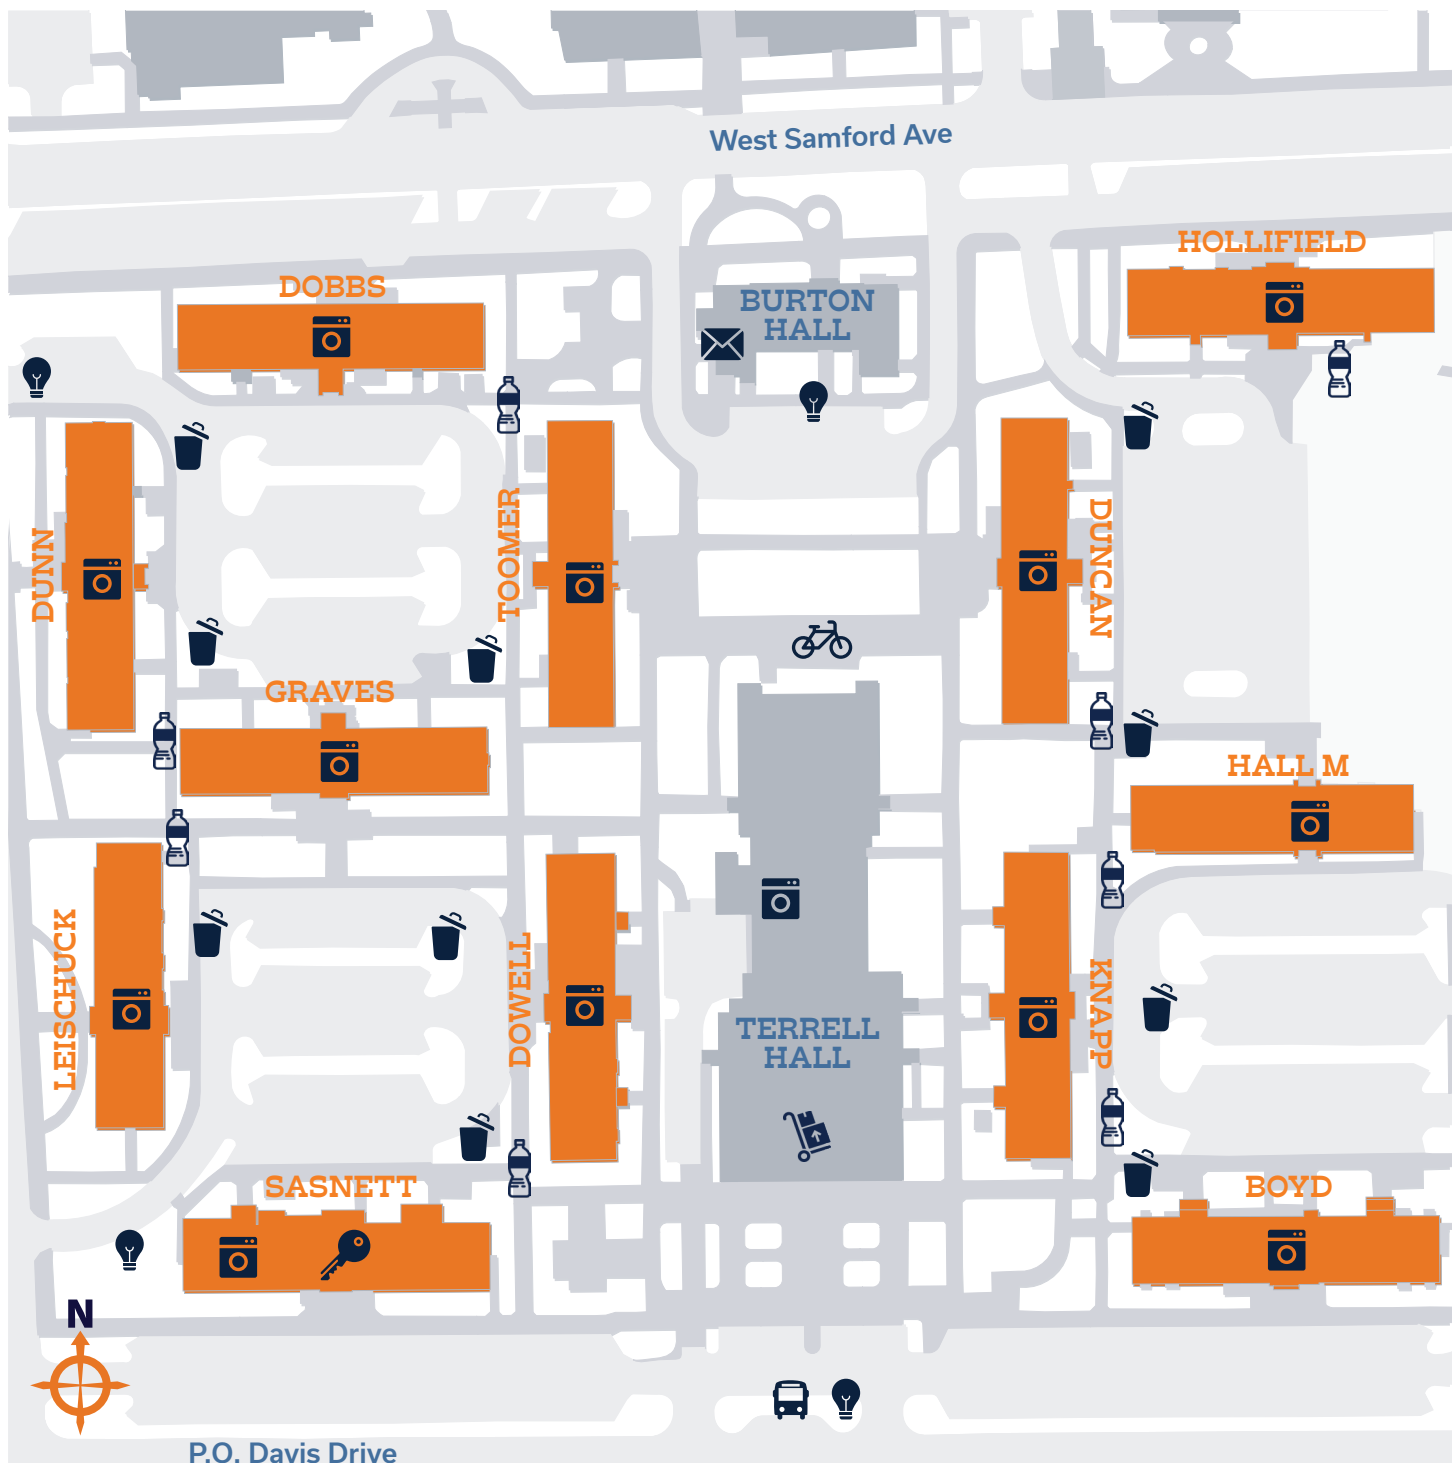 West Samford Ave
HOLLIFIELD
DOBBS
BURTON
HALL
DUNN
TOOMER
DUNCAN
GRAVES
HALL M
LEISCHUCK
DOWELL
KNAPP
TERRELL
HALL
SASNETT
BOYD
N
P.O. Davis Drive